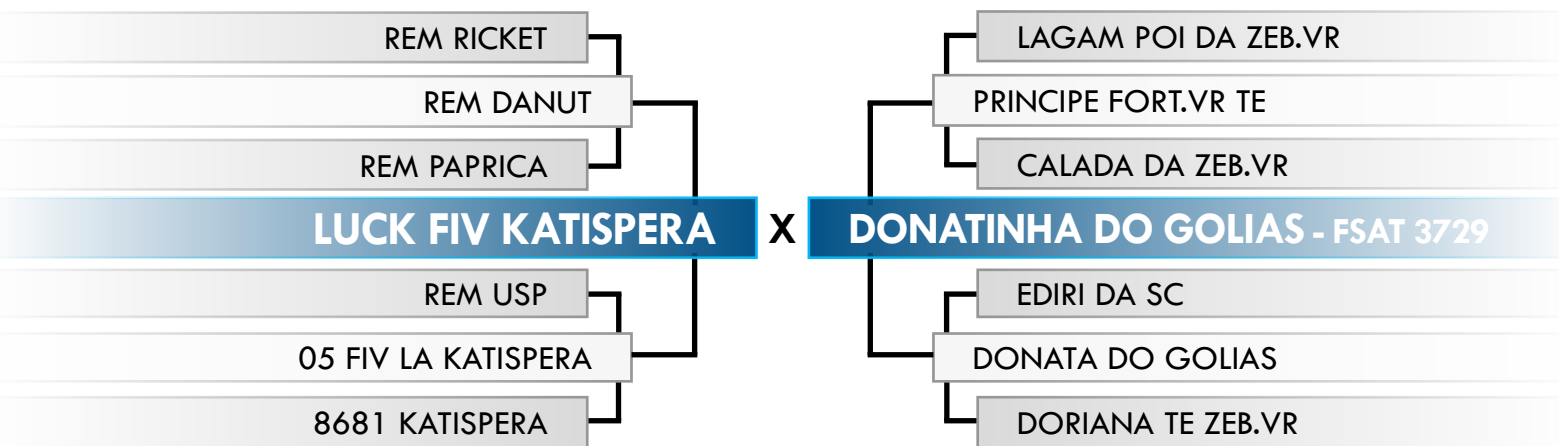 REM RICKET
REM DANUT
REM PAPRICA
LUCK FIV KATISPERA
REM USP
05 FIV LA KATISPERA
8681 KATISPERA
X
LAGAM POI DA ZEB.VR
PRINCIPE FORT.VR TE
CALADA DA ZEB.VR
DONATINHA DO GOLIAS - FSAT 3729
EDIRI DA SC
DONATA DO GOLIAS
DORIANA TE ZEB.VR